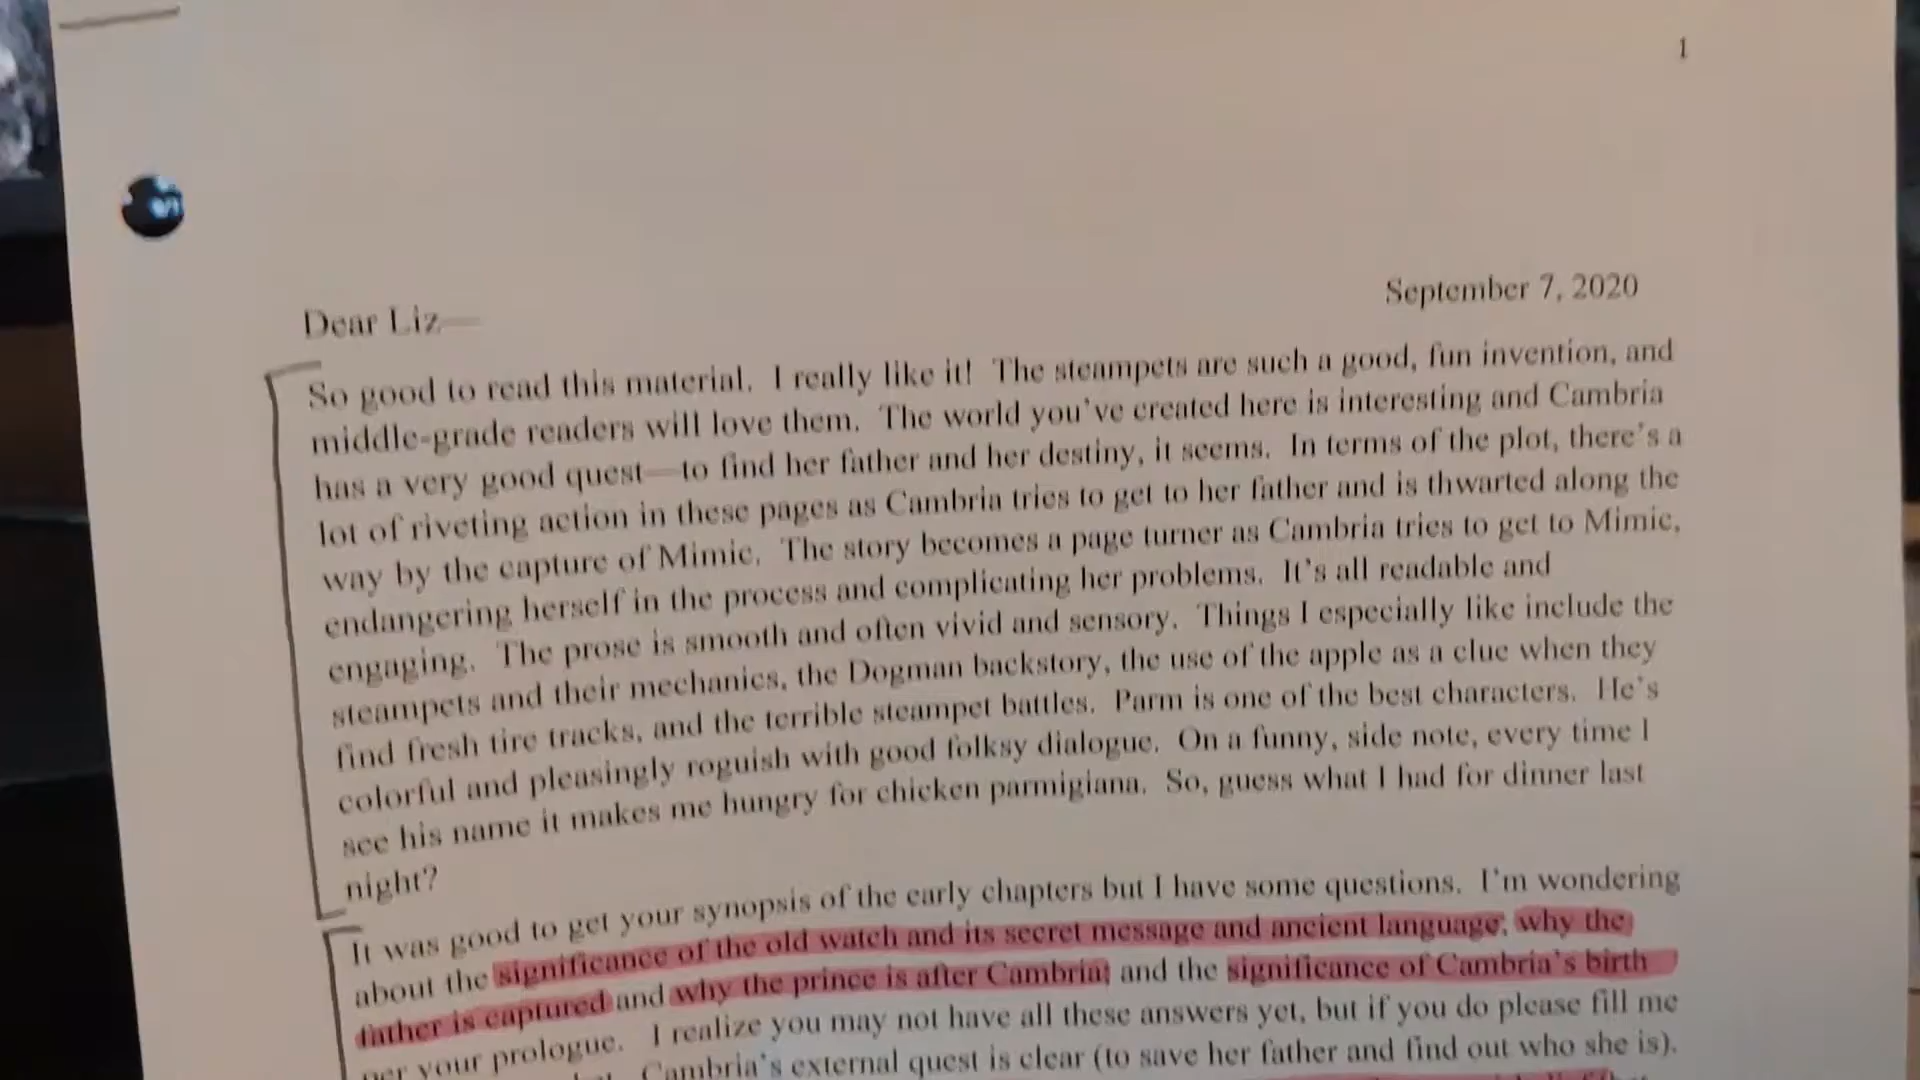 1
September 7, 2020
Dear Liz—
So good to read this material. I really like it! The steampets are such a good, fun invention, and
middle-grade readers will love them. The world you've created here is interesting and Cambria
has a very good quest—to find her father and her destiny, it seems. In terms of the plot, there's a
lot of riveting action in these pages as Cambria tries to get to her father and is thwarted along the
way by the capture of Mimic. The story becomes a page turner as Cambria tries to get to Mimic,
endangering herself in the process and complicating her problems. It's all readable and
engaging. The prose is smooth and often vivid and sensory. Things I especially like include the
steampets and their mechanics, the Dogman backstory, the use of the apple as a clue when they
find fresh tire tracks, and the terrible steampet battles. Parm is one of the best characters. He's
colorful and pleasingly roguish with good folksy dialogue. On a funny, side note, every time I
see his name it makes me hungry for chicken parmigiana. So, guess what I had for dinner last
night?
It was good to get your synopsis of the early chapters but I have some questions. I'm wondering
about the significance of the old watch and its secret message and ancient language; why the
father is captured and why the prince is after Cambria; and the significance of Cambria's birth
per your prologue. I realize you may not have all these answers yet, but if you do please fill me
Cambria's external quest is clear (to save her father and find out who she is).